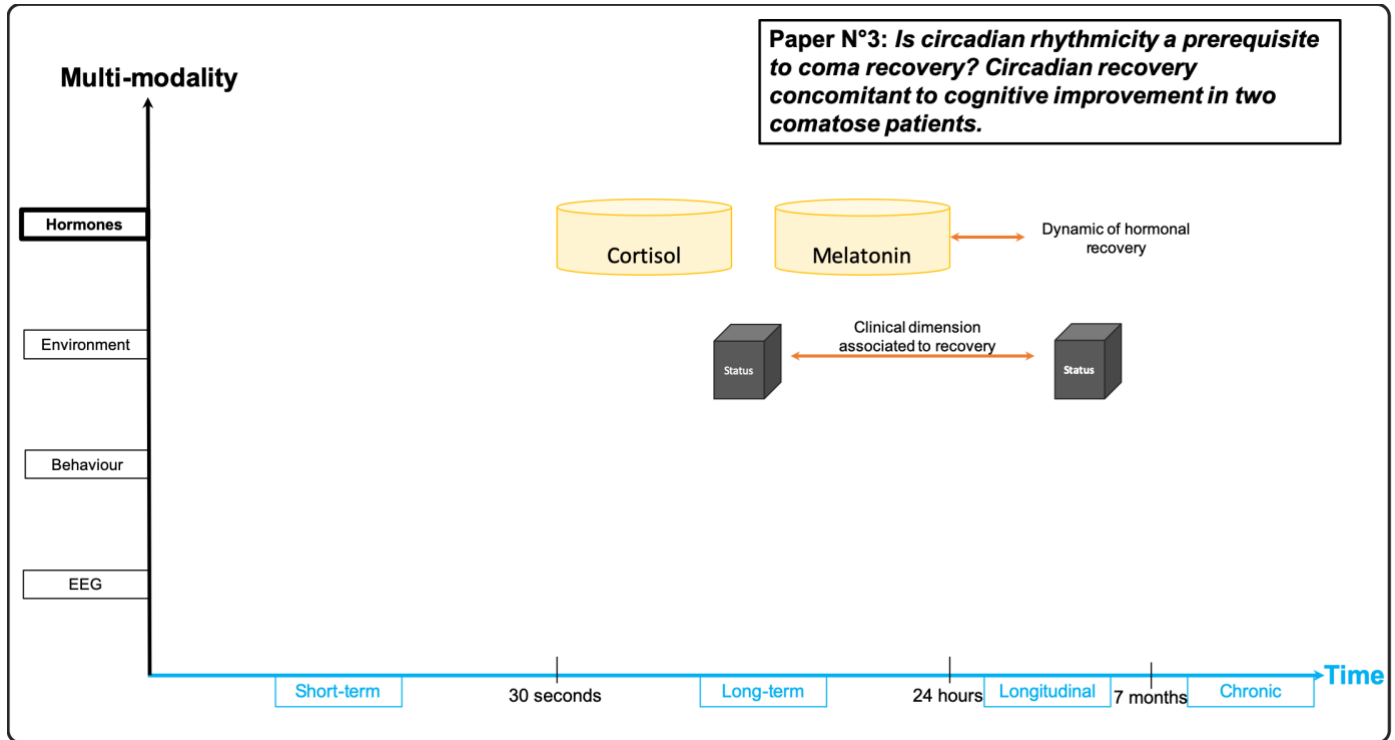 Paper N°3: Is circadian rhythmicity a prerequisite
to coma recovery? Circadian recovery
concomitant to cognitive improvement in two
comatose patients.
Multi-modality
Hormones
Cortisol
Melatonin
Dynamic of hormonal
recovery
Environment
Clinical dimension
associated to recovery
Status
Status
Behaviour
EEG
Time
Short-term
30 seconds
Long-term
24 hours
Longitudinal
7 months
Chronic